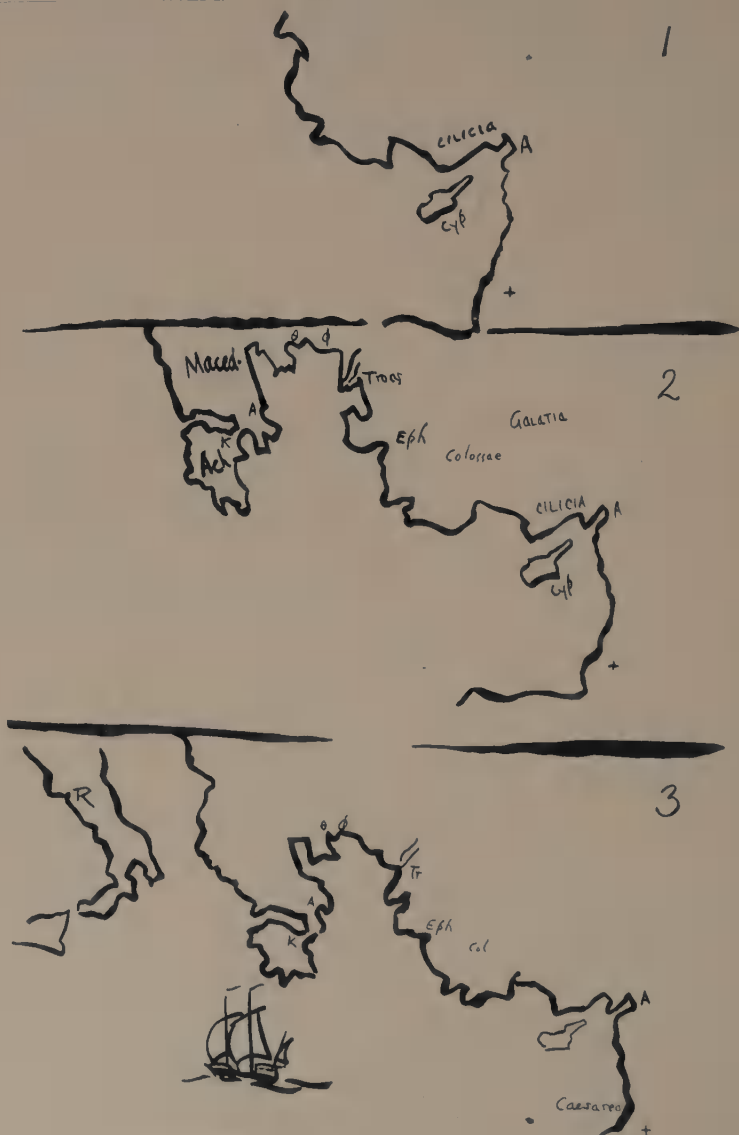 1
CILICIA
A
Cyp
+
θ φ
Maced.
Troas
2
A
Galatia
K
Eph
Ach
Colossae
CILICIA
A
Cyp
+
R
3
θ φ
Tr
A
Eph
K
Col
A
Caesarea
+